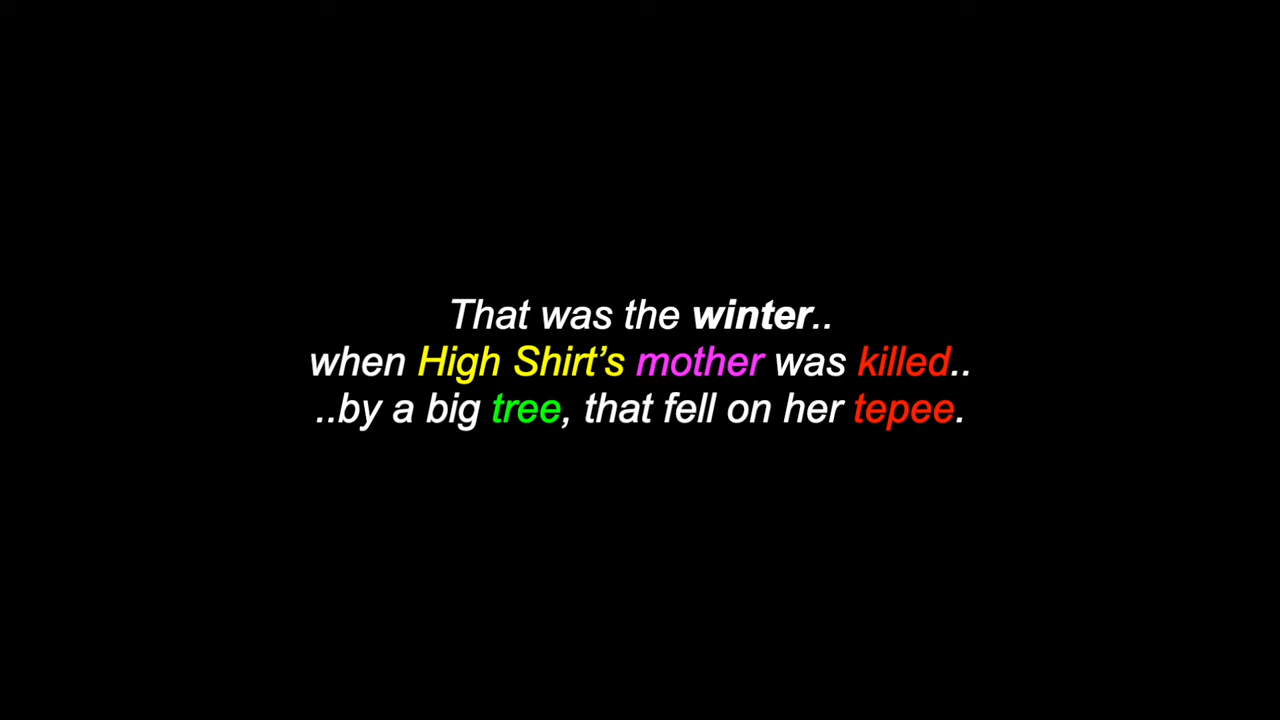 That was the winter..
when High Shirt’s mother was killed..
..by a big tree, that fell on her tepee.